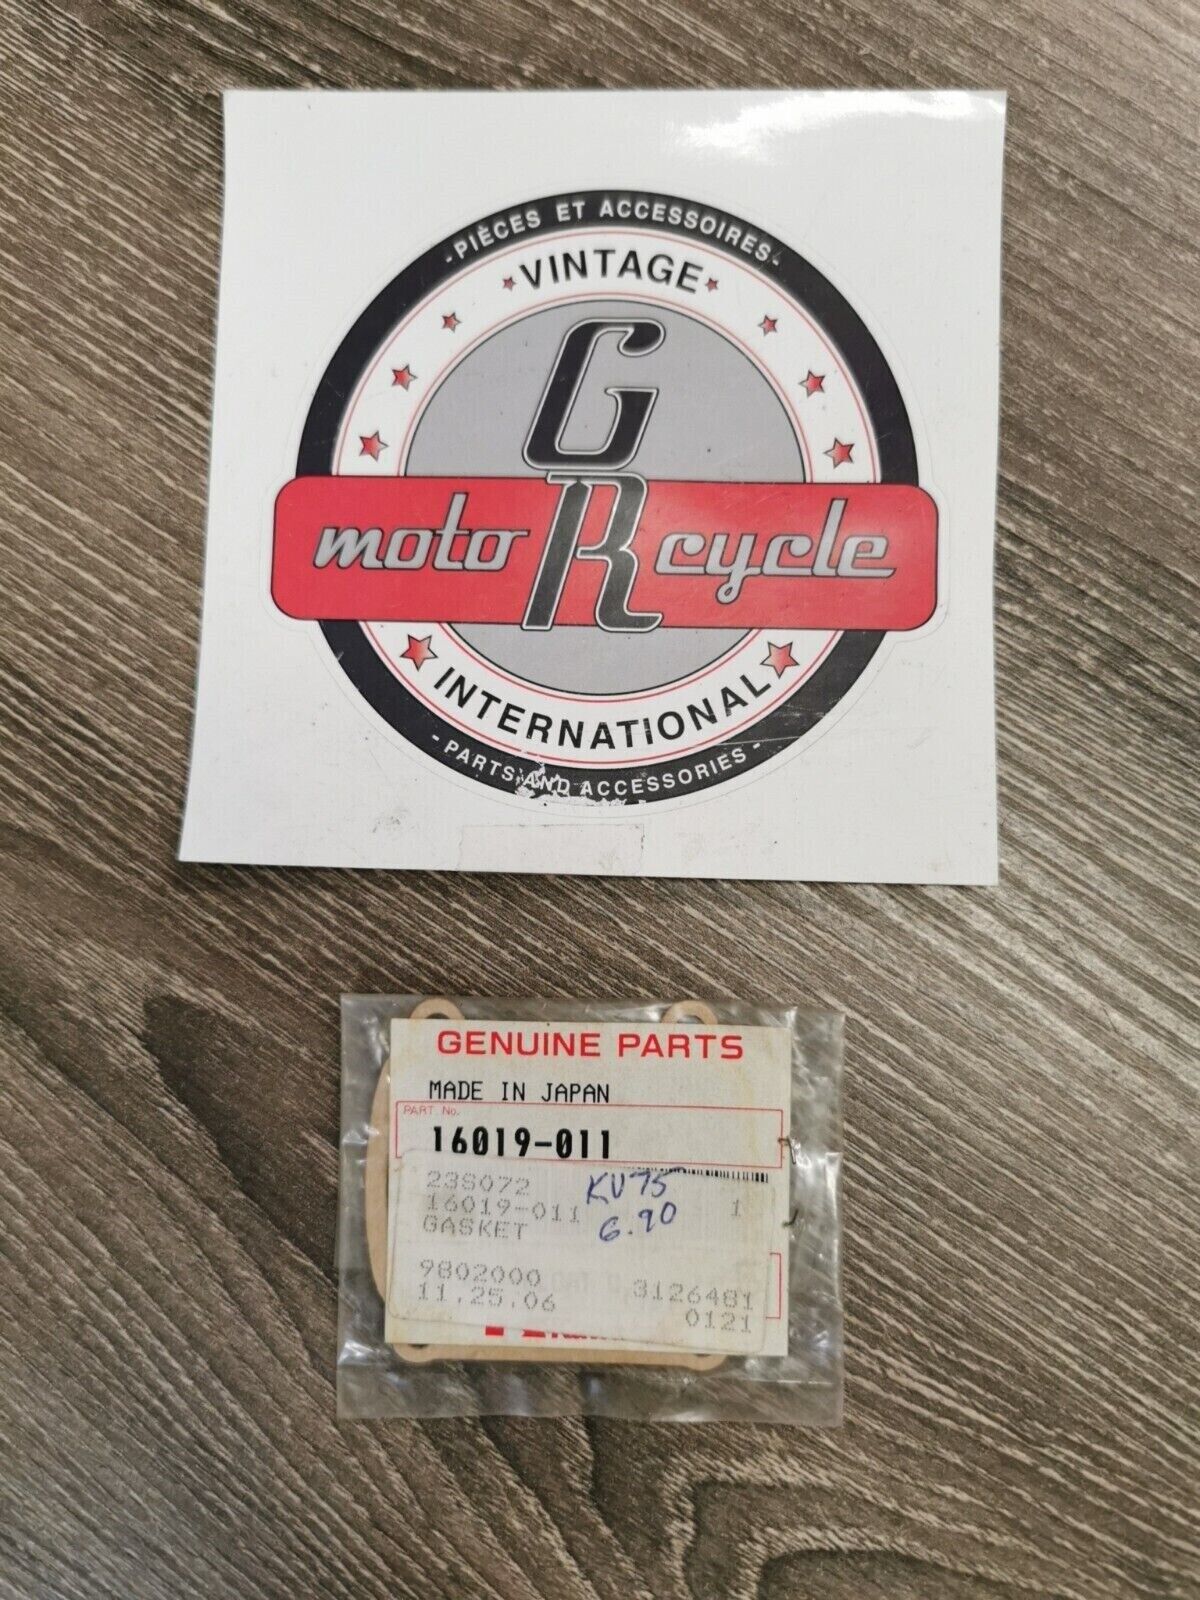 - PIÈCES ET ACCESSOIRES -
VINTAGE
G
moto R cycle
INTERNATIONAL
- PARTS AND ACCESSORIES -
GENUINE PARTS
MADE IN JAPAN
PART No.
16019-011
23S072 KV75 1
16019-011 6.90
GASKET
9802000 3126481
11.25.06 0121